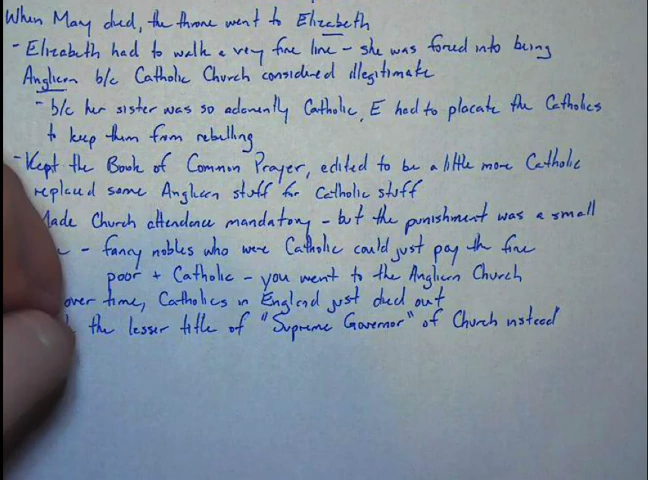 When Mary died, the throne went to Elizabeth
- Elizabeth had to walk a very fine line - she was forced into being
Anglican b/c Catholic Church considered illegitimate
- b/c her sister was so adamently Catholic, E had to placate the Catholics
to keep them from rebelling
- Kept the Book of Common Prayer, edited to be a little more Catholic
replaced some Anglican stuff for Catholic stuff
Made Church attendance mandatory - but the punishment was a small
- fancy nobles who were Catholic could just pay the fine
poor + Catholic - you went to the Anglican Church
over time, Catholics in England just died out
the lesser title of "Supreme Governor" of Church instead